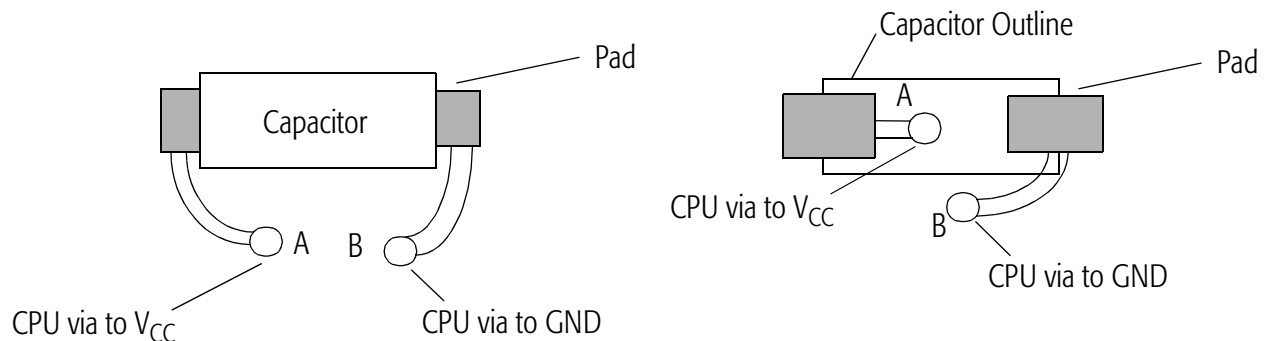 Pad
Capacitor
A
B
CPU via to V_CC
CPU via to GND
Capacitor Outline
Pad
A
CPU via to V_CC
B
CPU via to GND